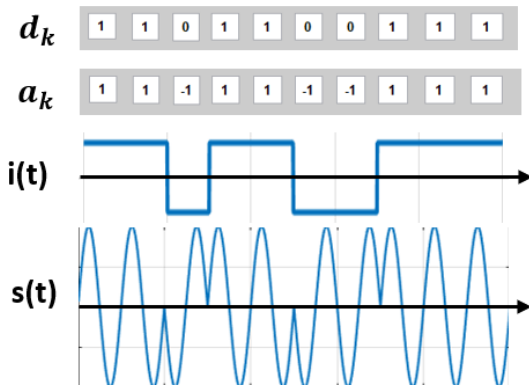 d_k 1 1 0 1 1 0 0 1 1 1
a_k 1 1 -1 1 1 -1 -1 1 1 1
i(t)
s(t)